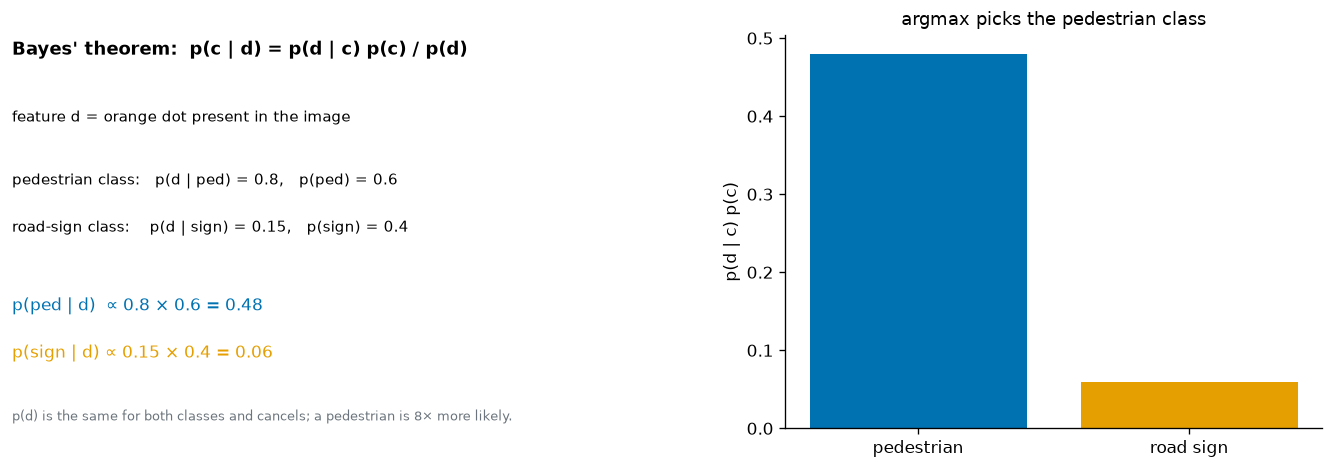 Bayes' theorem: p(c | d) = p(d | c) p(c) / p(d)
feature d = orange dot present in the image
pedestrian class: p(d | ped) = 0.8, p(ped) = 0.6
road-sign class: p(d | sign) = 0.15, p(sign) = 0.4
p(ped | d) ∝ 0.8 × 0.6 = 0.48
p(sign | d) ∝ 0.15 × 0.4 = 0.06
p(d) is the same for both classes and cancels; a pedestrian is 8× more likely.
argmax picks the pedestrian class
p(d | c) p(c)
0.5
0.4
0.3
0.2
0.1
0.0
pedestrian road sign